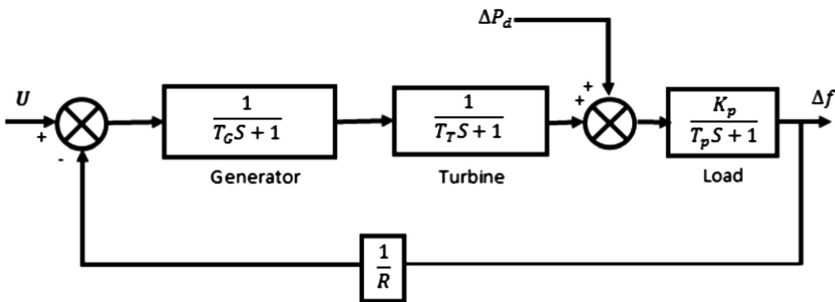 ΔP_d
U
+
-
1
T_G S + 1
Generator
1
T_T S + 1
Turbine
+
+
K_p
T_p S + 1
Load
Δf
1
R